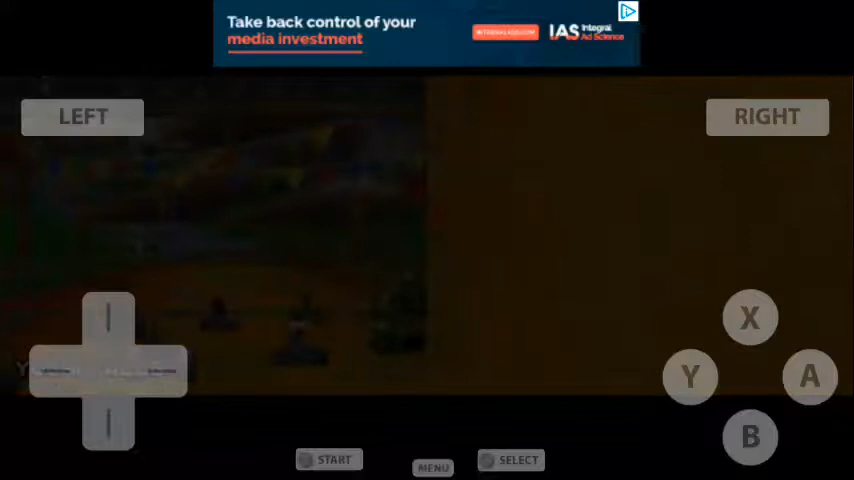 Take back control of your
media investment
IAS Integral
Ad Science
LEFT
RIGHT
X
Y
A
B
START
MENU
SELECT